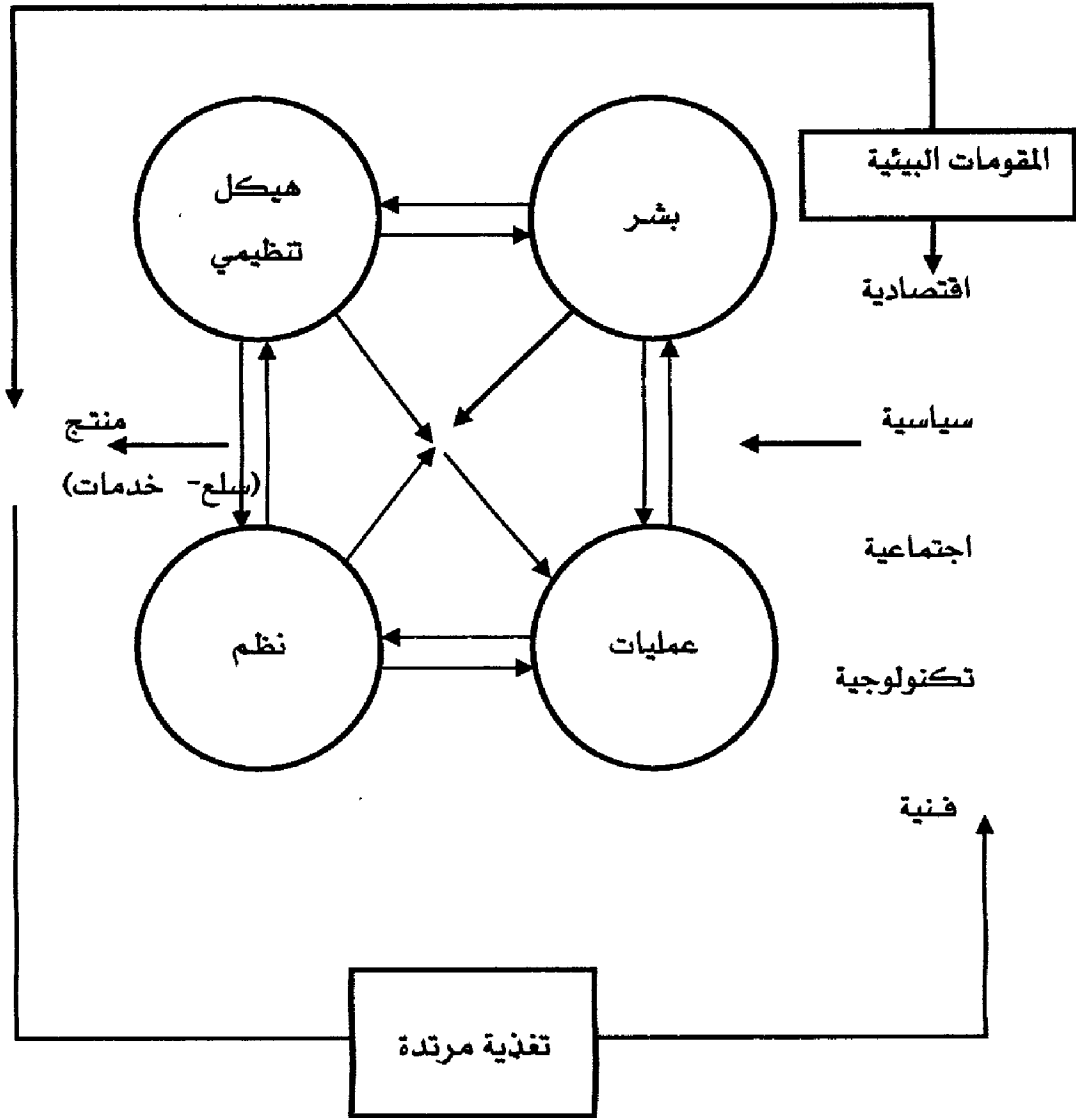 المقومات البيئية
بشر
هيكل
تنظيمي
اقتصادية
سياسية
منتج
(سلع- خدمات)
اجتماعية
عمليات
نظم
تكنولوجية
فنية
تغذية مرتدة